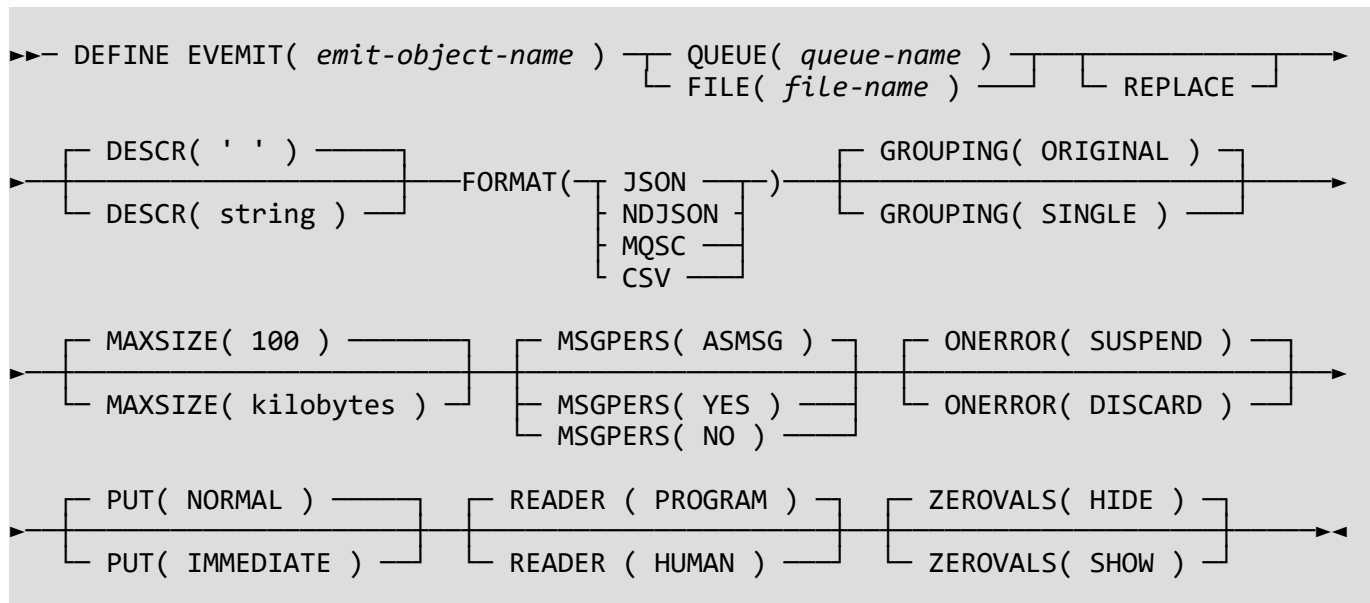 DEFINE EVEMIT( emit-object-name ) QUEUE( queue-name )
FILE( file-name ) REPLACE
DESCR( ' ' ) GROUPING( ORIGINAL )
FORMAT( JSON )
DESCR( string ) NDJSON GROUPING( SINGLE )
MQSC
CSV
MAXSIZE( 100 ) MSGPERS( ASMSG ) ONERROR( SUSPEND )
MAXSIZE( kilobytes ) MSGPERS( YES ) ONERROR( DISCARD )
MSGPERS( NO )
PUT( NORMAL ) READER ( PROGRAM ) ZEROVALS( HIDE )
PUT( IMMEDIATE ) READER ( HUMAN ) ZEROVALS( SHOW )